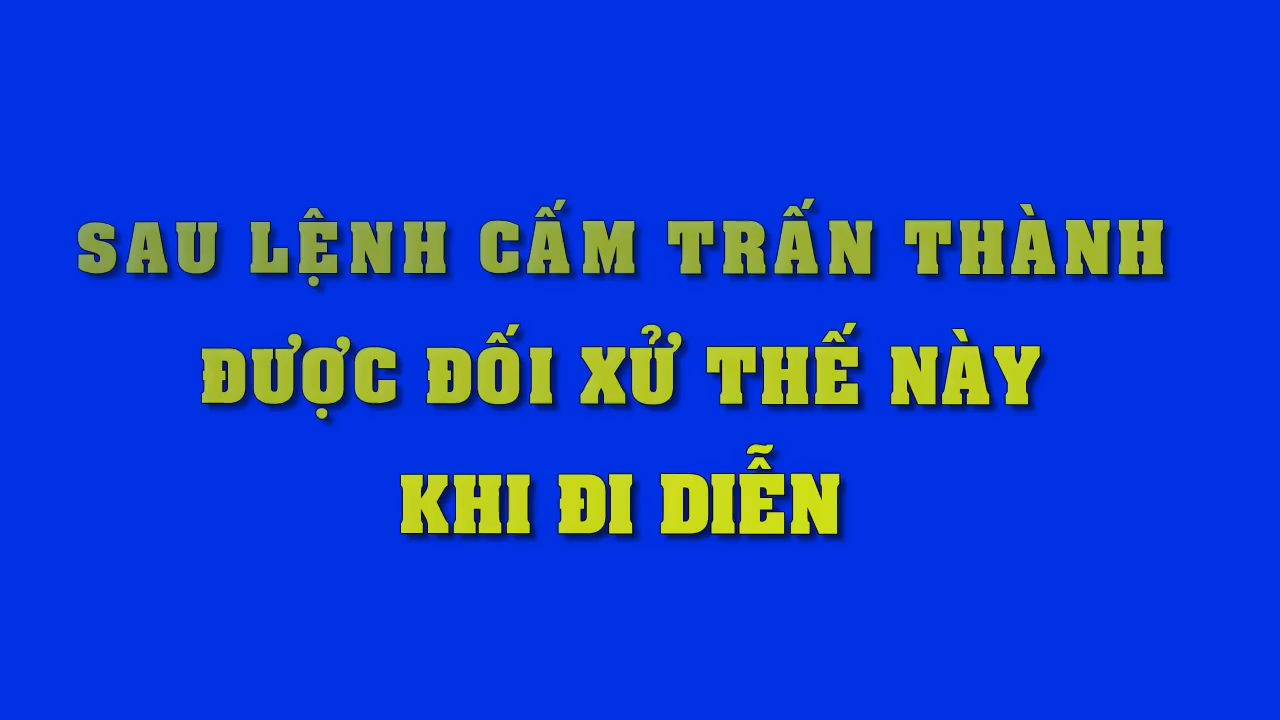 SAU LỆNH CẤM TRẤN THÀNH
ĐƯỢC ĐỐI XỬ THẾ NÀY
KHI ĐI DIỄN